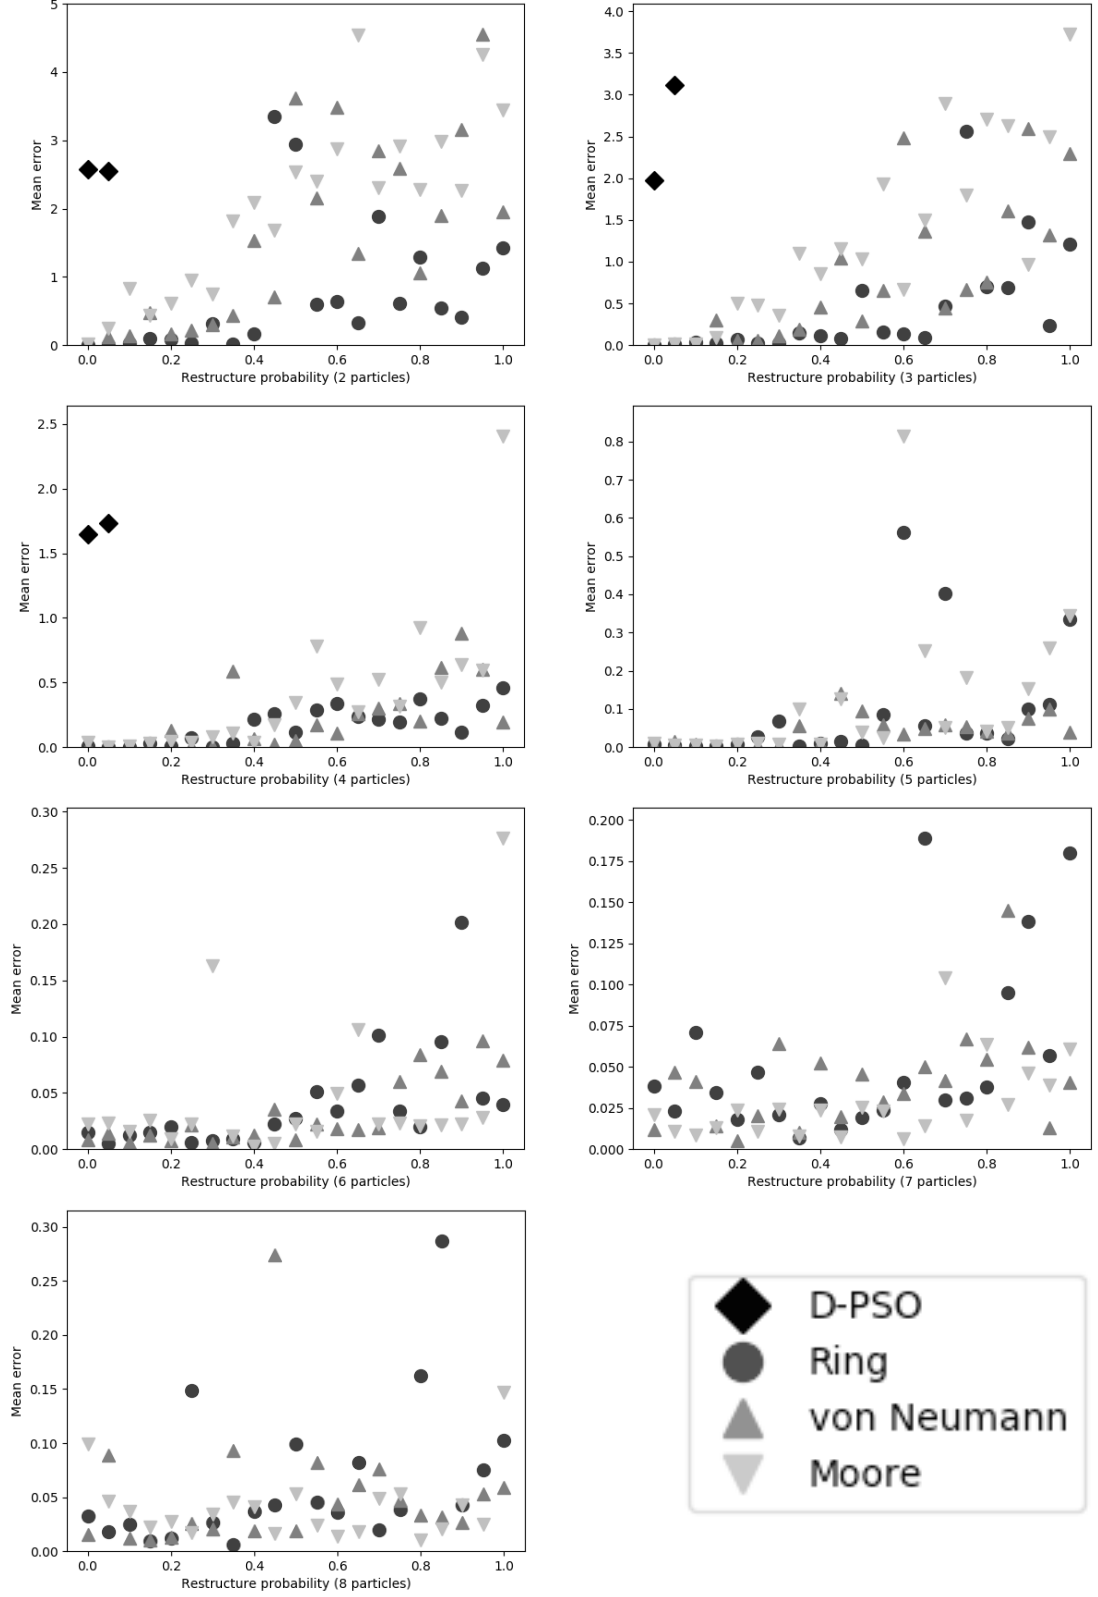 5
4
3
2
1
0
Mean error
0.0 0.2 0.4 0.6 0.8 1.0
Restructure probability (2 particles)
4.0
3.5
3.0
2.5
2.0
1.5
1.0
0.5
0.0
Mean error
0.0 0.2 0.4 0.6 0.8 1.0
Restructure probability (3 particles)
2.5
2.0
1.5
1.0
0.5
0.0
Mean error
0.0 0.2 0.4 0.6 0.8 1.0
Restructure probability (4 particles)
0.8
0.7
0.6
0.5
0.4
0.3
0.2
0.1
0.0
Mean error
0.0 0.2 0.4 0.6 0.8 1.0
Restructure probability (5 particles)
0.30
0.25
0.20
0.15
0.10
0.05
0.00
Mean error
0.0 0.2 0.4 0.6 0.8 1.0
Restructure probability (6 particles)
0.200
0.175
0.150
0.125
0.100
0.075
0.050
0.025
0.000
Mean error
0.0 0.2 0.4 0.6 0.8 1.0
Restructure probability (7 particles)
0.30
0.25
0.20
0.15
0.10
0.05
0.00
Mean error
0.0 0.2 0.4 0.6 0.8 1.0
Restructure probability (8 particles)
D-PSO
Ring
von Neumann
Moore